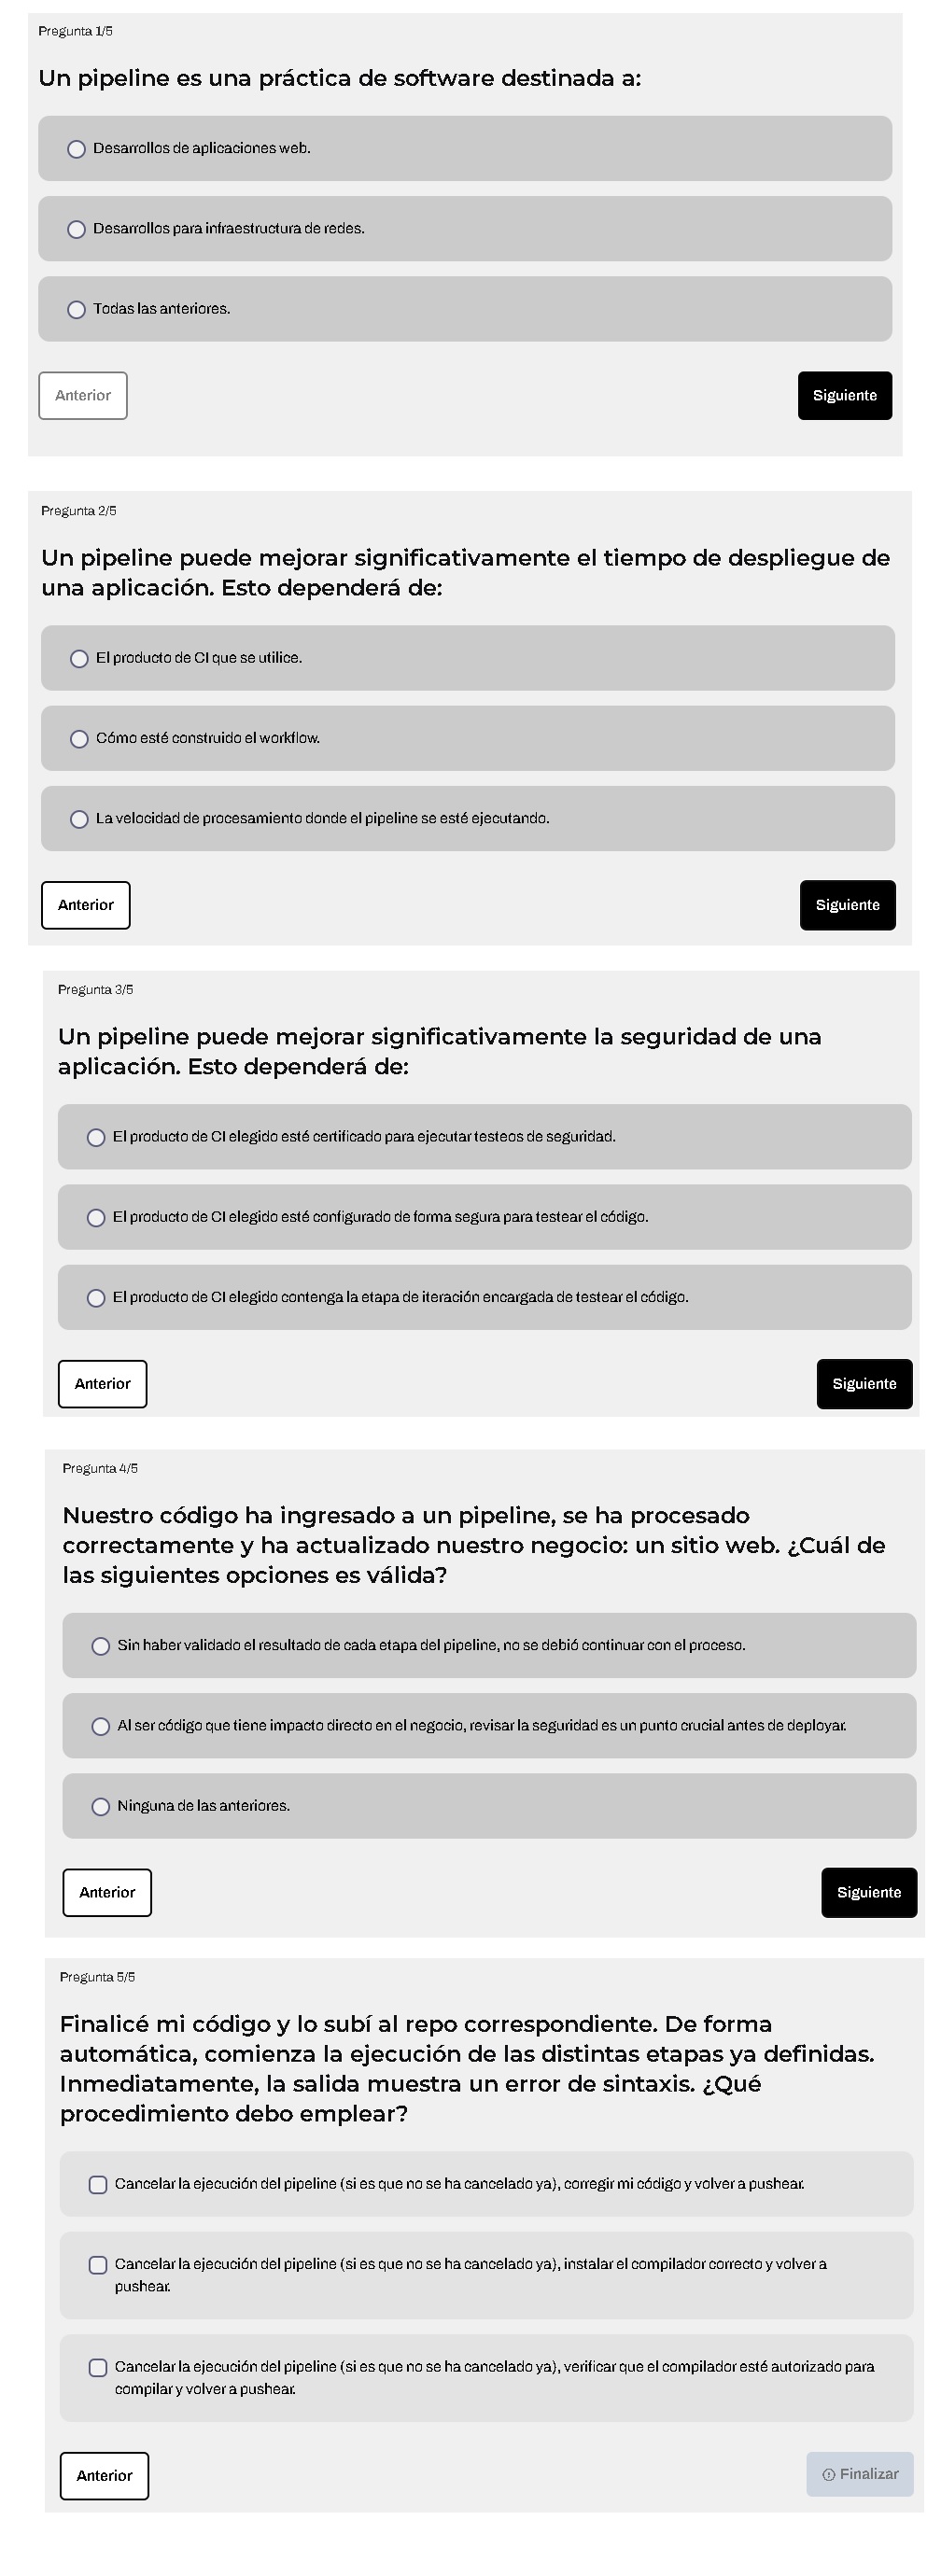 Pregunta 1/5
Un pipeline es una práctica de software destinada a:
Desarrollos de aplicaciones web.
Desarrollos para infraestructura de redes.
Todas las anteriores.
Anterior
Siguiente
Pregunta 2/5
Un pipeline puede mejorar significativamente el tiempo de despliegue de
una aplicación. Esto dependerá de:
El producto de CI que se utilice.
Cómo esté construido el workflow.
La velocidad de procesamiento donde el pipeline se esté ejecutando.
Anterior
Siguiente
Pregunta 3/5
Un pipeline puede mejorar significativamente la seguridad de una
aplicación. Esto dependerá de:
El producto de CI elegido esté certificado para ejecutar testeos de seguridad.
El producto de CI elegido esté configurado de forma segura para testear el código.
El producto de CI elegido contenga la etapa de iteración encargada de testear el código.
Anterior
Siguiente
Pregunta 4/5
Nuestro código ha ingresado a un pipeline, se ha procesado
correctamente y ha actualizado nuestro negocio: un sitio web. ¿Cuál de
las siguientes opciones es válida?
Sin haber validado el resultado de cada etapa del pipeline, no se debió continuar con el proceso.
Al ser código que tiene impacto directo en el negocio, revisar la seguridad es un punto crucial antes de deployar.
Ninguna de las anteriores.
Anterior
Siguiente
Pregunta 5/5
Finalicé mi código y lo subí al repo correspondiente. De forma
automática, comienza la ejecución de las distintas etapas ya definidas.
Inmediatamente, la salida muestra un error de sintaxis. ¿Qué
procedimiento debo emplear?
Cancelar la ejecución del pipeline (si es que no se ha cancelado ya), corregir mi código y volver a pushear.
Cancelar la ejecución del pipeline (si es que no se ha cancelado ya), instalar el compilador correcto y volver a
pushear.
Cancelar la ejecución del pipeline (si es que no se ha cancelado ya), verificar que el compilador esté autorizado para
compilar y volver a pushear.
Anterior
Finalizar